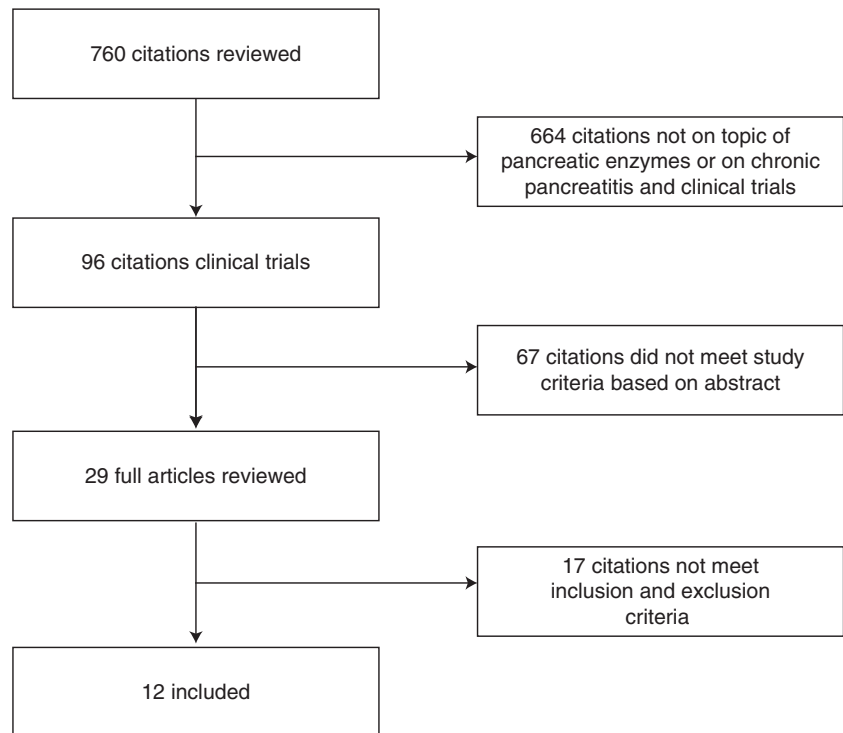 760 citations reviewed
664 citations not on topic of
pancreatic enzymes or on chronic
pancreatitis and clinical trials
96 citations clinical trials
67 citations did not meet study
criteria based on abstract
29 full articles reviewed
17 citations not meet
inclusion and exclusion
criteria
12 included